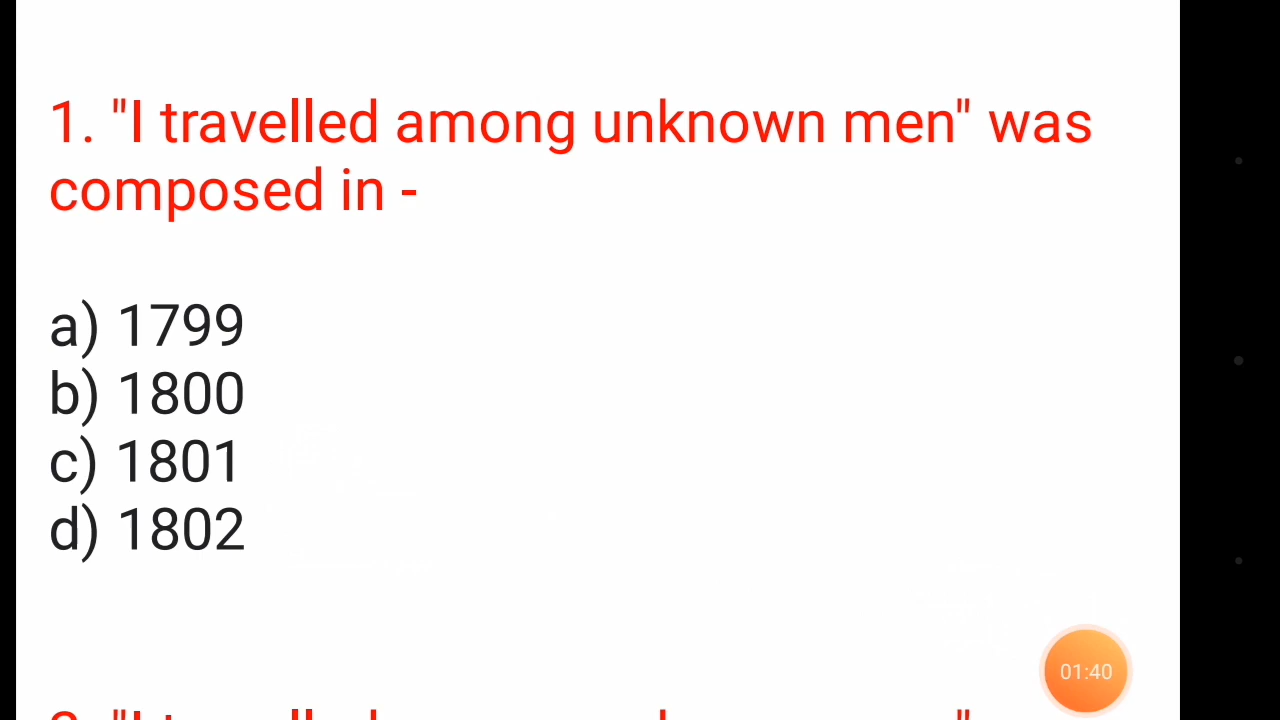 1. "I travelled among unknown men" was
composed in -
a) 1799
b) 1800
c) 1801
d) 1802
01:40